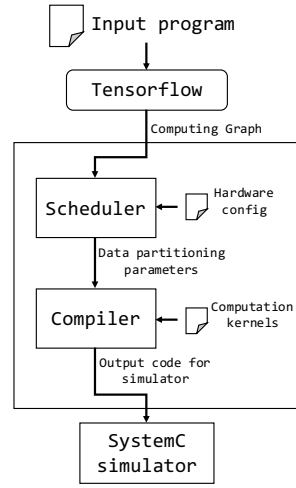 Input program
Tensorflow
Computing Graph
Scheduler
Hardware
config
Data partitioning
parameters
Compiler
Computation
kernels
Output code for
simulator
SystemC
simulator